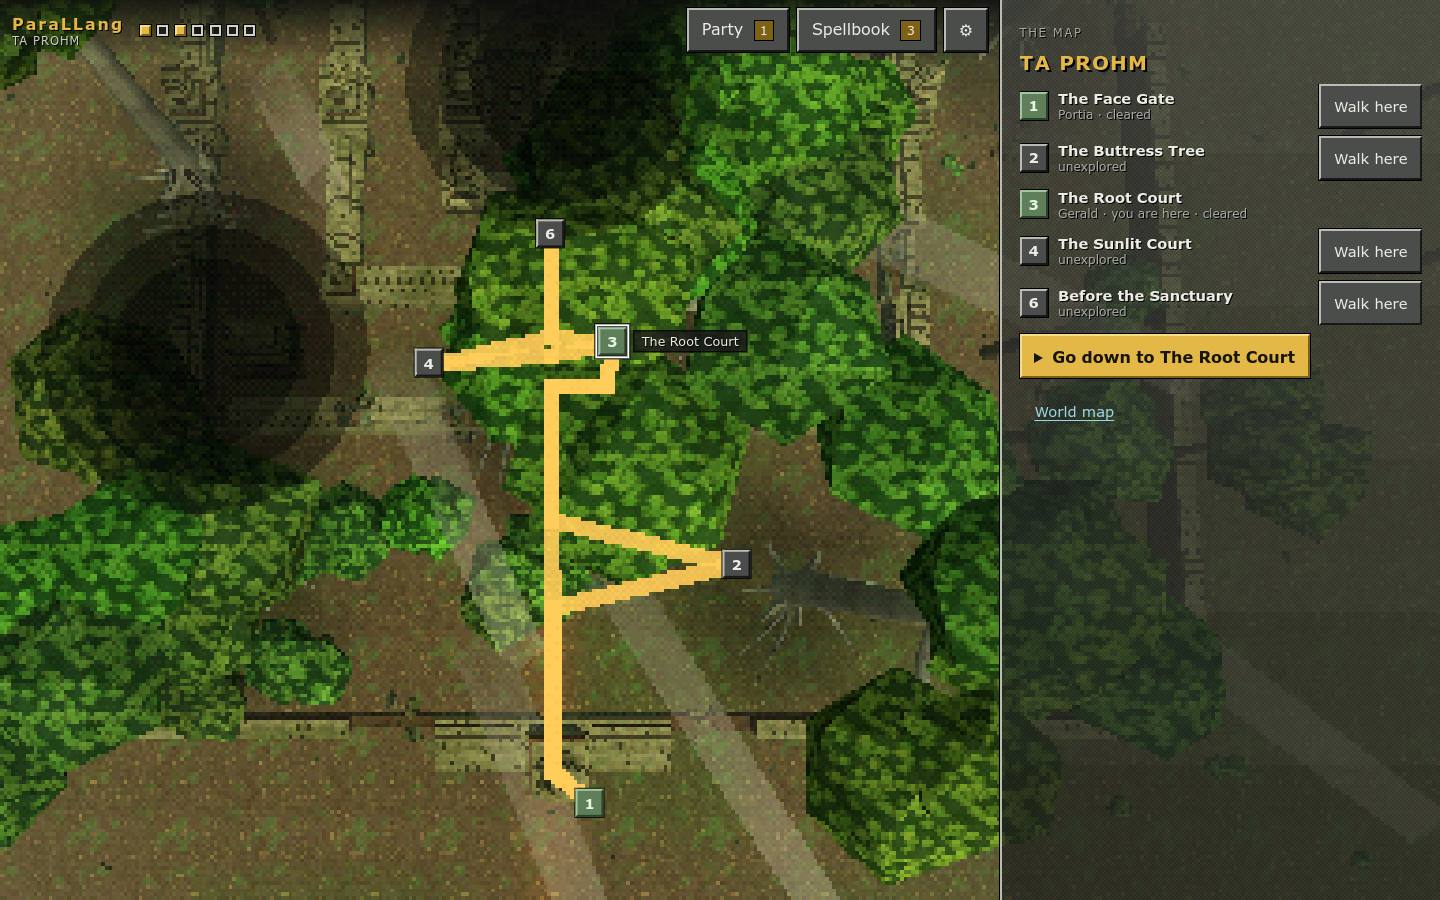 ParaLLang
TA PROHM
Party 1
Spellbook 3
⚙
THE MAP
TA PROHM
1 The Face Gate
Portia · cleared
Walk here
2 The Buttress Tree
unexplored
Walk here
3 The Root Court
Gerald · you are here · cleared
4 The Sunlit Court
unexplored
Walk here
6 Before the Sanctuary
unexplored
Walk here
▶ Go down to The Root Court
World map
6
3 The Root Court
4
2
1